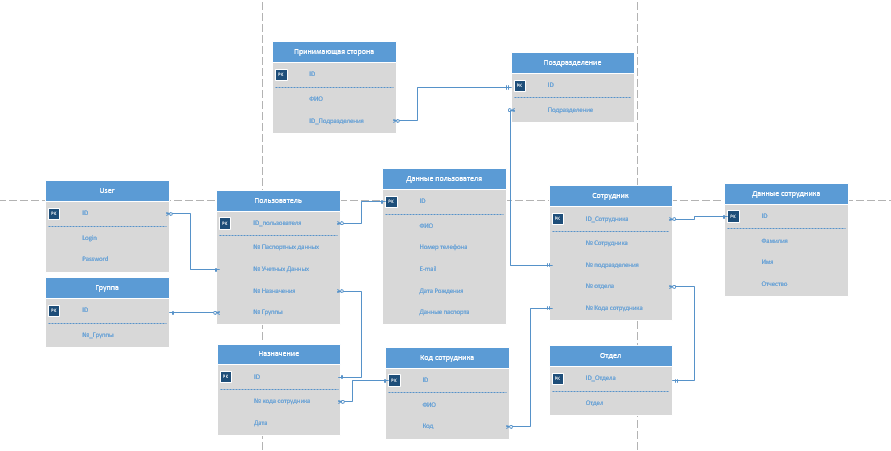 Принимающая сторона
PK ID
ФИО
ID_Подразделение
Поздразделение
PK ID
Подразделение
Данные пользователя
PK ID
ФИО
Номер телефона
E-mail
Дата Рождения
Данные паспорта
User
PK ID
Login
Password
Пользователь
PK ID_пользователя
№ Паспортных данных
№ Учетных Данных
№ Назначения
№ Группы
Сотрудник
PK ID_Сотрудника
№ Сотрудника
№ подразделения
№ отдела
№ Кода сотрудника
Данные сотрудника
PK ID
Фамилия
Имя
Отчество
Группа
PK ID
№_Группы
Назначение
PK ID
№ кода сотрудника
Дата
Код сотрудника
PK ID
ФИО
Код
Отдел
PK ID_Отдела
Отдел